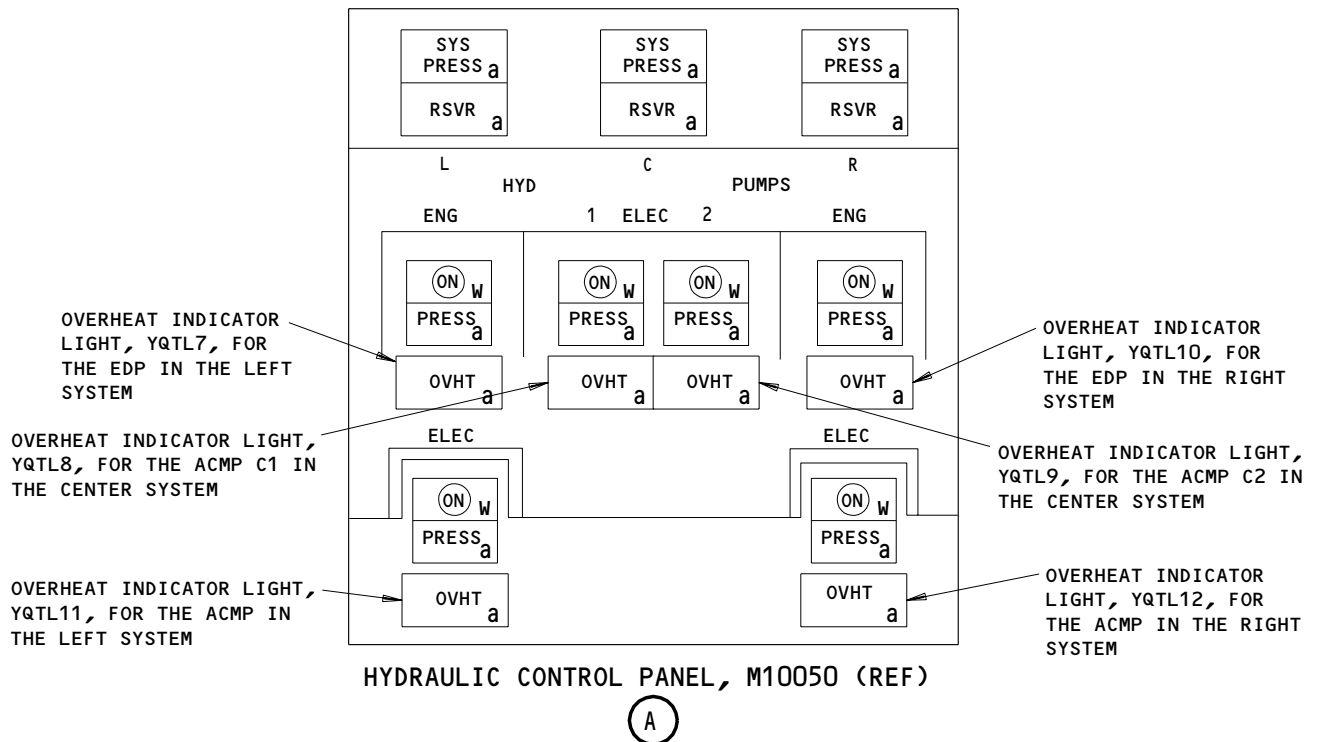 SYS
PRESS a
RSVR a
SYS
PRESS a
RSVR a
SYS
PRESS a
RSVR a
L C R
HYD PUMPS
ENG 1 ELEC 2 ENG
ON W
PRESS a
OVHT a
ON W
PRESS a
OVHT a
ON W
PRESS a
OVHT a
ON W
PRESS a
OVHT a
OVERHEAT INDICATOR
LIGHT, YQTL7, FOR
THE EDP IN THE LEFT
SYSTEM
OVERHEAT INDICATOR
LIGHT, YQTL10, FOR
THE EDP IN THE RIGHT
SYSTEM
OVERHEAT INDICATOR LIGHT,
YQTL8, FOR THE ACMP C1 IN
THE CENTER SYSTEM
OVERHEAT INDICATOR LIGHT,
YQTL9, FOR THE ACMP C2 IN
THE CENTER SYSTEM
ELEC ELEC
ON W
PRESS a
OVHT a
ON W
PRESS a
OVHT a
OVERHEAT INDICATOR LIGHT,
YQTL11, FOR THE ACMP IN
THE LEFT SYSTEM
OVERHEAT INDICATOR
LIGHT, YQTL12, FOR
THE ACMP IN THE RIGHT
SYSTEM
HYDRAULIC CONTROL PANEL, M10050 (REF)
A